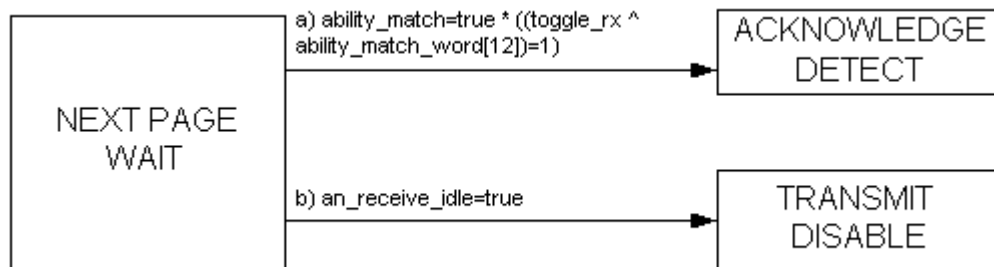 a) ability_match=true * ((toggle_rx ^
ability_match_word[12])=1)
ACKNOWLEDGE
DETECT
NEXT PAGE
WAIT
b) an_receive_idle=true
TRANSMIT
DISABLE